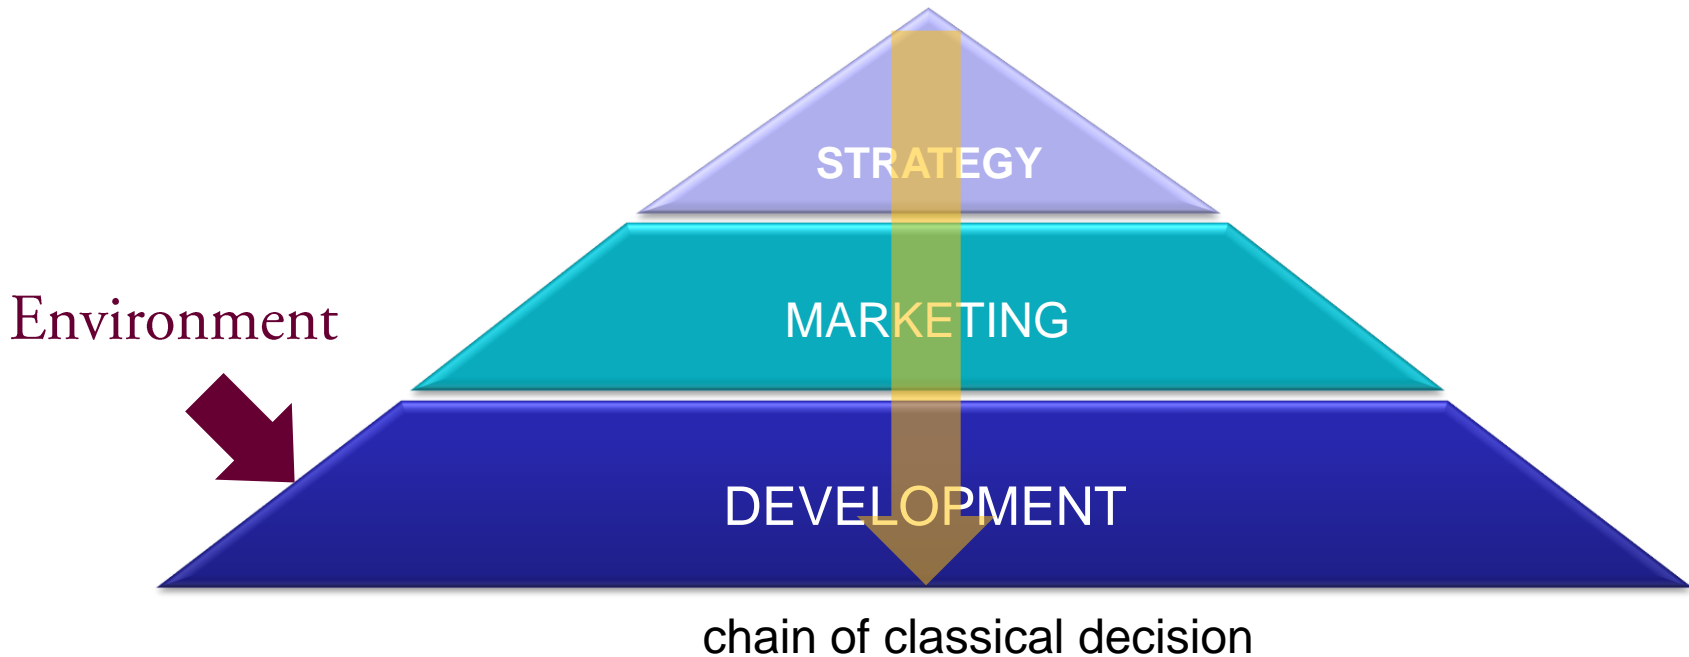 STRATEGY
MARKETING
Environment
DEVELOPMENT
chain of classical decision